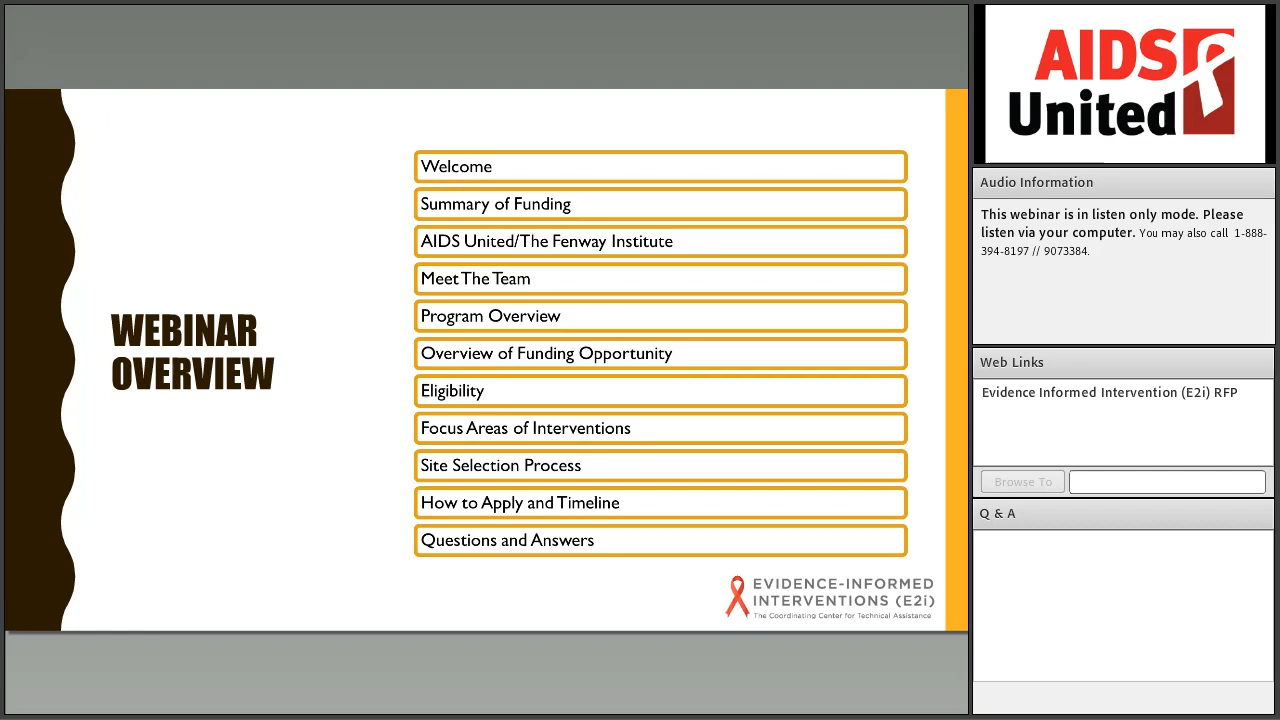 WEBINAR
OVERVIEW
Welcome
Summary of Funding
AIDS United/The Fenway Institute
Meet The Team
Program Overview
Overview of Funding Opportunity
Eligibility
Focus Areas of Interventions
Site Selection Process
How to Apply and Timeline
Questions and Answers
EVIDENCE-INFORMED
INTERVENTIONS (E2i)
The Coordinating Center for Technical Assistance
AIDS
United
Audio Information
This webinar is in listen only mode. Please
listen via your computer. You may also call 1-888-
394-8197 // 9073384.
Web Links
Evidence Informed Intervention (E2i) RFP
Browse To
Q & A